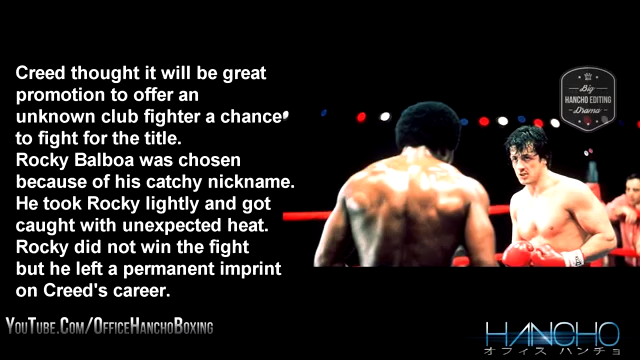 Creed thought it will be great
promotion to offer an
unknown club fighter a chance
to fight for the title.
Rocky Balboa was chosen
because of his catchy nickname.
He took Rocky lightly and got
caught with unexpected heat.
Rocky did not win the fight
but he left a permanent imprint
on Creed's career.
Big
HANCHO EDITING
Drama
YouTube.Com/OfficeHanchoBoxing
HANCHO
オフィス ハンチョ